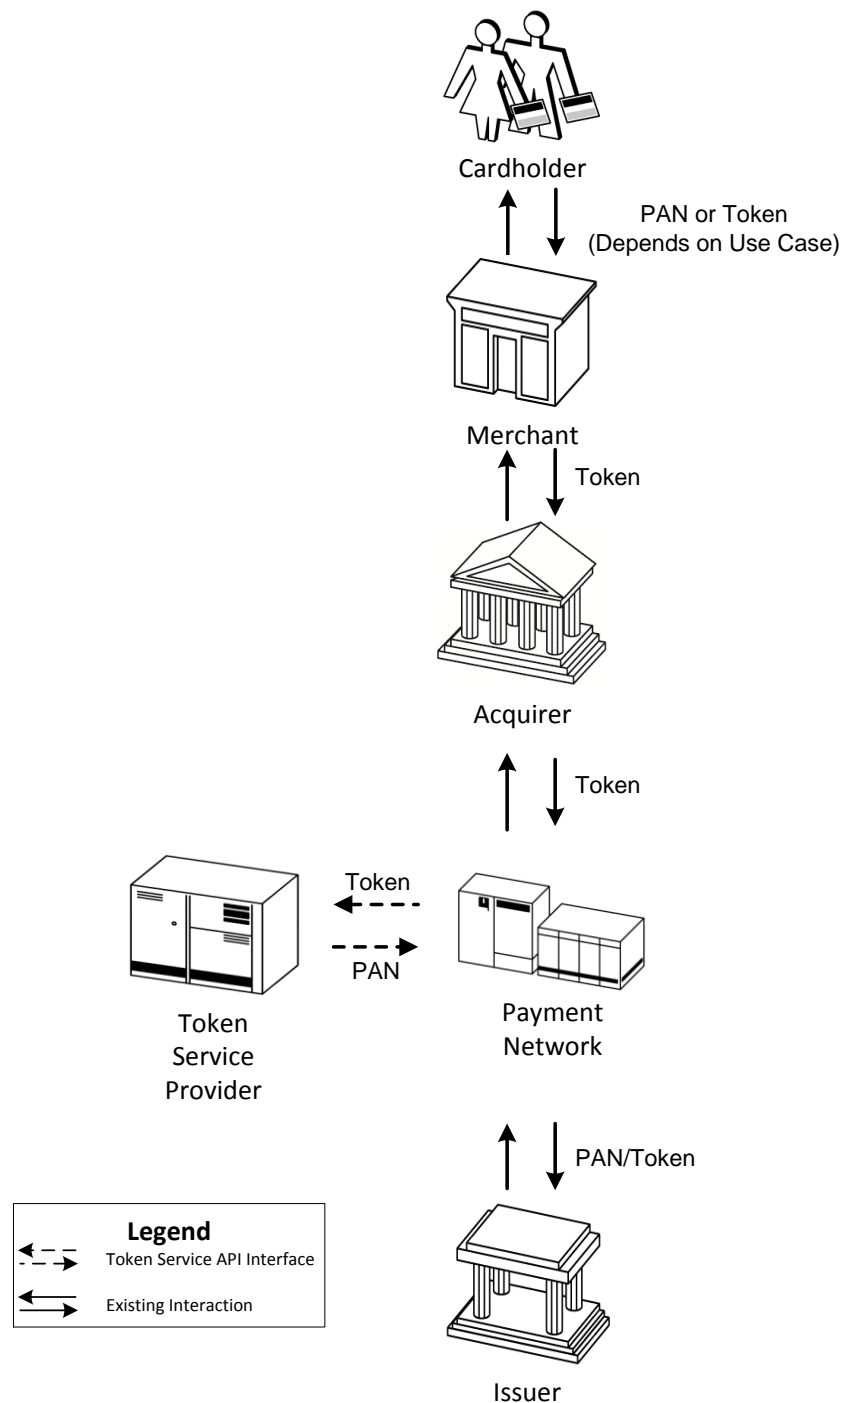 Cardholder
PAN or Token
(Depends on Use Case)
Merchant
Token
Acquirer
Token
Token
PAN
Token
Service
Provider
Payment
Network
PAN/Token
Legend
Token Service API Interface
Existing Interaction
Issuer